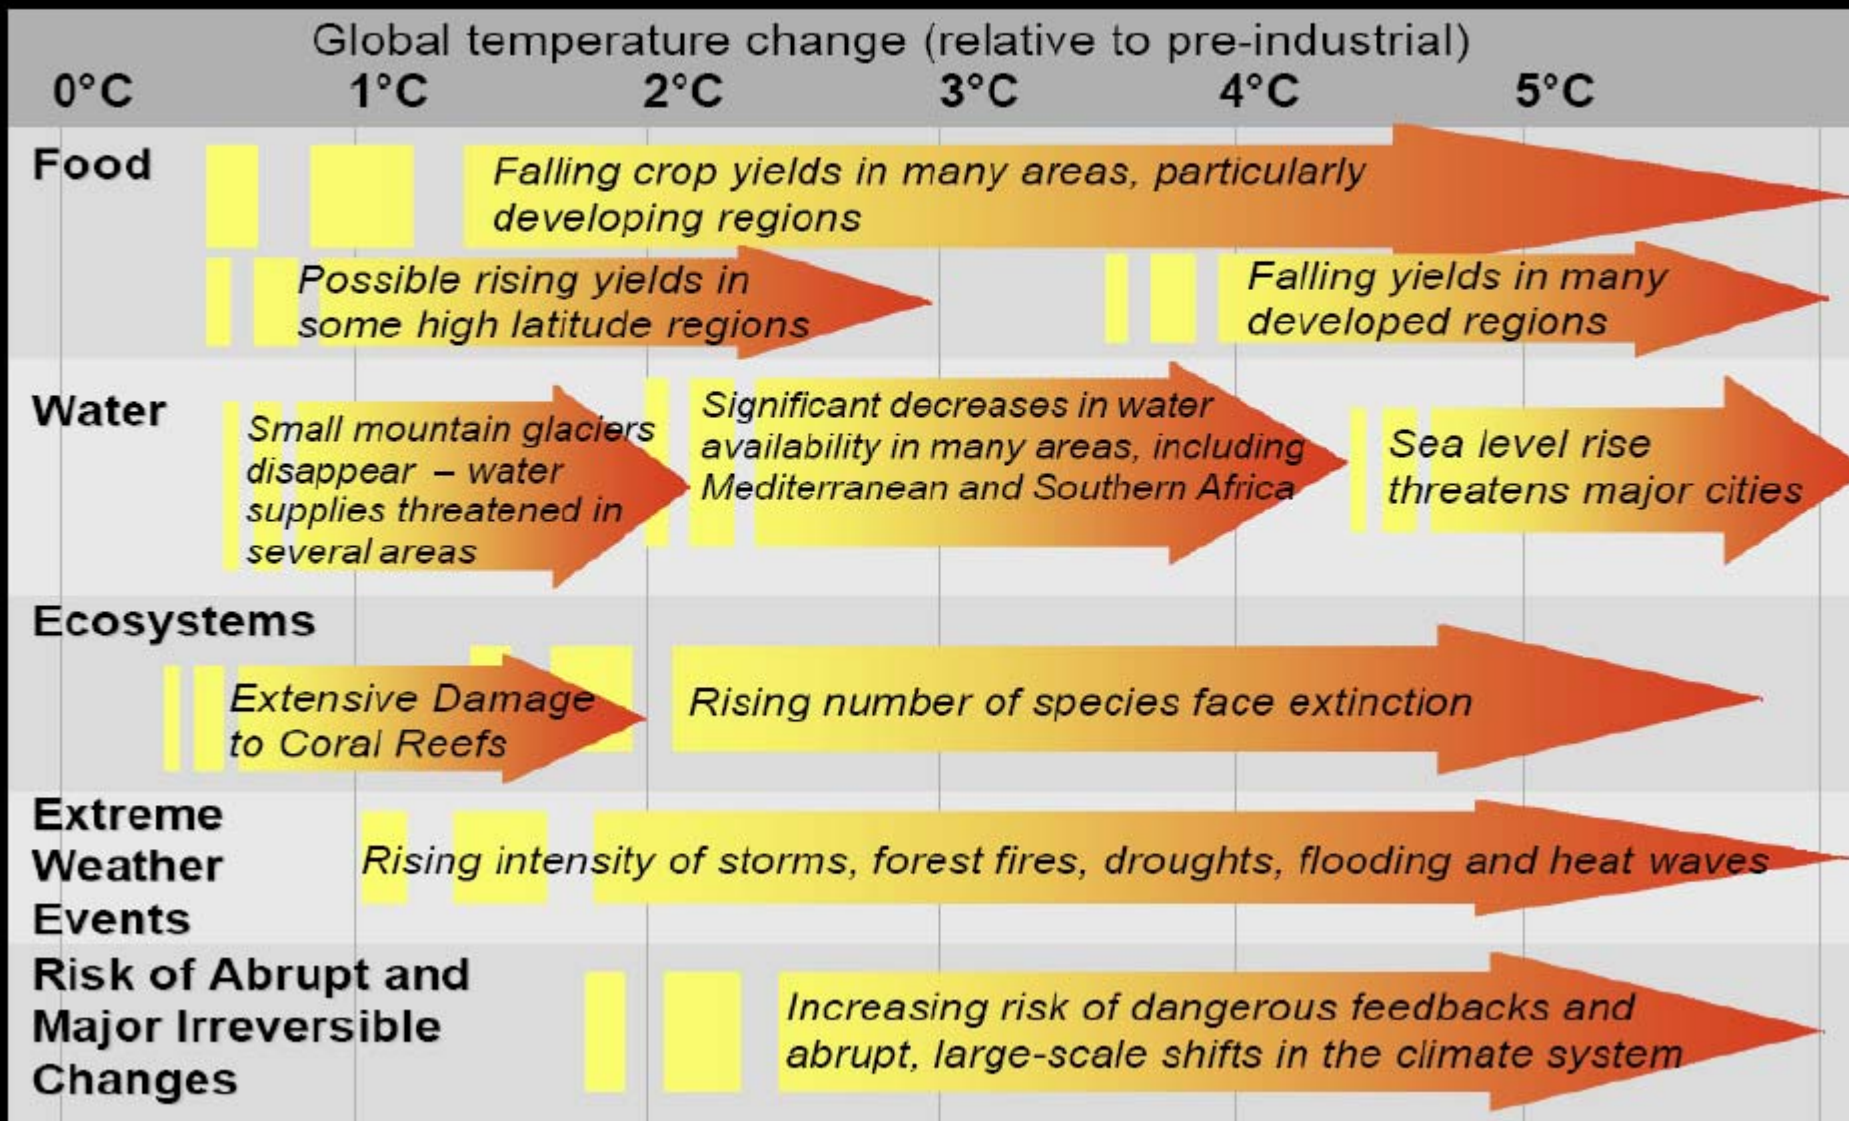 Global temperature change (relative to pre-industrial)
0°C 1°C 2°C 3°C 4°C 5°C
Food
Falling crop yields in many areas, particularly
developing regions
Possible rising yields in
some high latitude regions
Falling yields in many
developed regions
Water
Small mountain glaciers
disappear – water
supplies threatened in
several areas
Significant decreases in water
availability in many areas, including
Mediterranean and Southern Africa
Sea level rise
threatens major cities
Ecosystems
Extensive Damage
to Coral Reefs
Rising number of species face extinction
Extreme
Weather
Events
Rising intensity of storms, forest fires, droughts, flooding and heat waves
Risk of Abrupt and
Major Irreversible
Changes
Increasing risk of dangerous feedbacks and
abrupt, large-scale shifts in the climate system